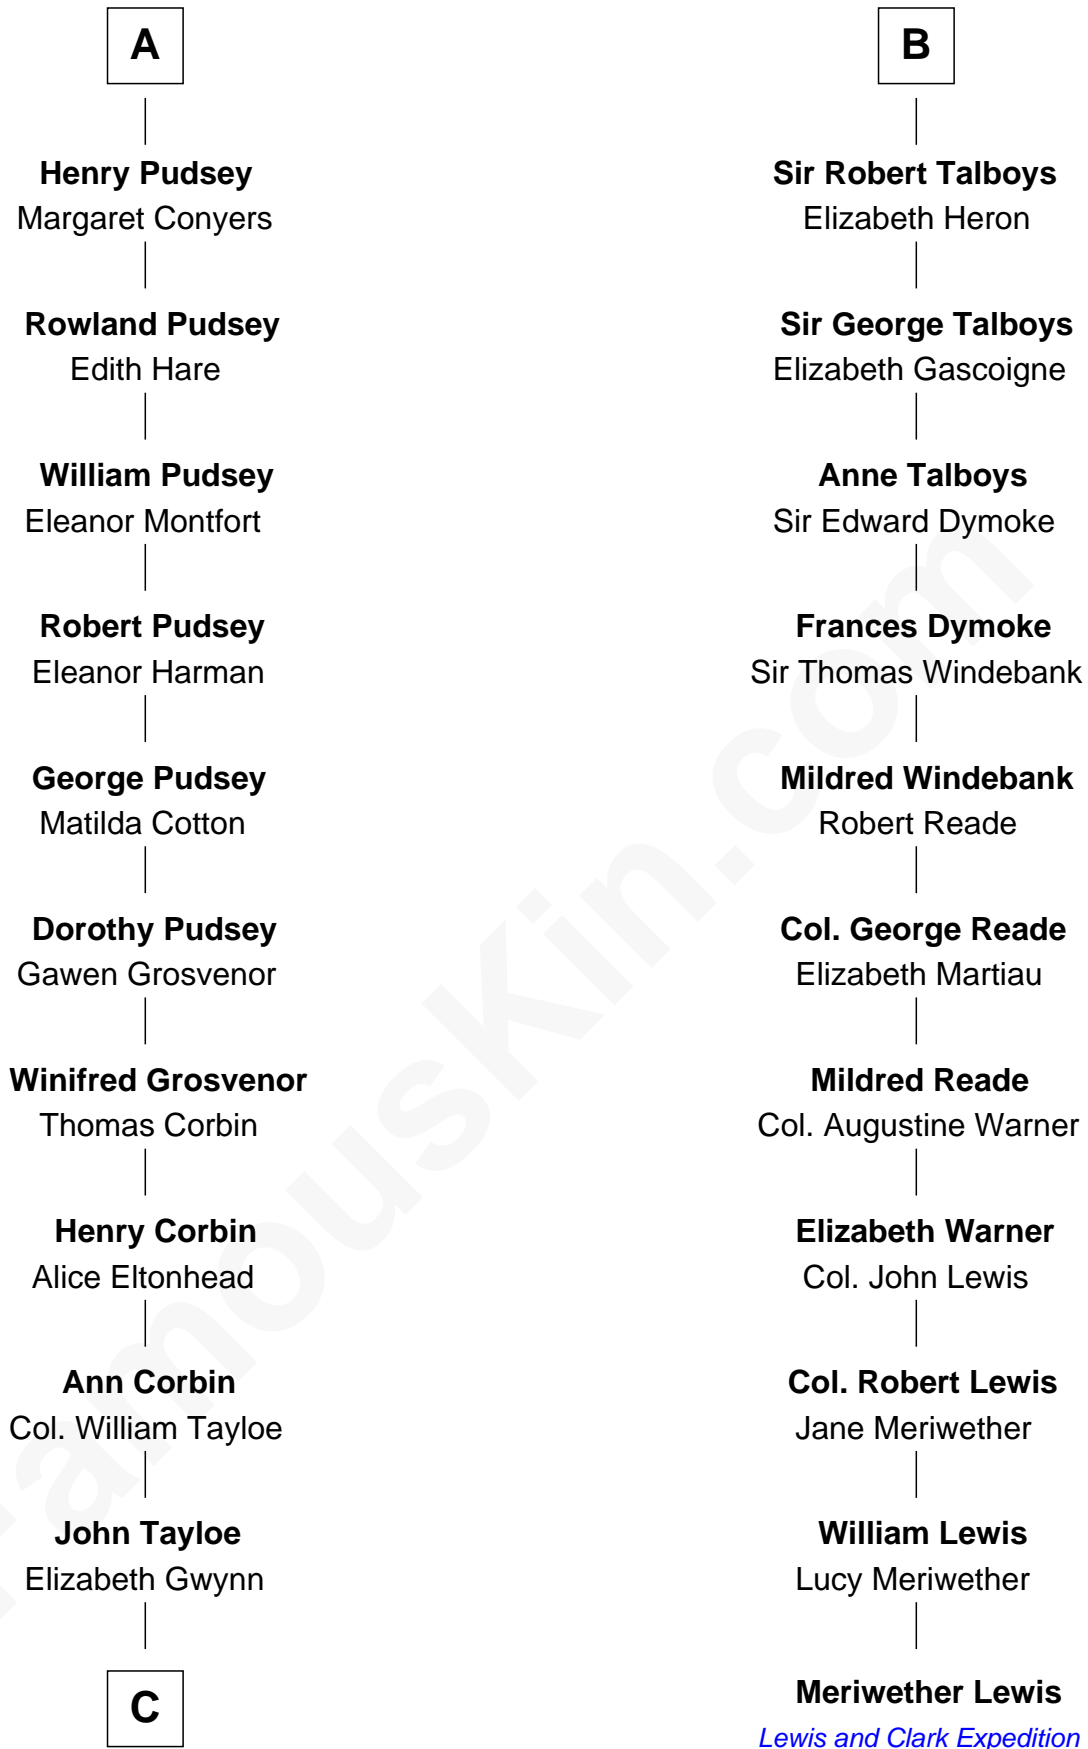 A
Henry Pudsey
Margaret Conyers
Rowland Pudsey
Edith Hare
William Pudsey
Eleanor Montfort
Robert Pudsey
Eleanor Harman
George Pudsey
Matilda Cotton
Dorothy Pudsey
Gawen Grosvenor
Winifred Grosvenor
Thomas Corbin
Henry Corbin
Alice Eltonhead
Ann Corbin
Col. William Tayloe
John Tayloe
Elizabeth Gwynn
C
B
Sir Robert Talboys
Elizabeth Heron
Sir George Talboys
Elizabeth Gascoigne
Anne Talboys
Sir Edward Dymoke
Frances Dymoke
Sir Thomas Windebank
Mildred Windebank
Robert Reade
Col. George Reade
Elizabeth Martiau
Mildred Reade
Col. Augustine Warner
Elizabeth Warner
Col. John Lewis
Col. Robert Lewis
Jane Meriwether
William Lewis
Lucy Meriwether
Meriwether Lewis
Lewis and Clark Expedition
FamousKin.com